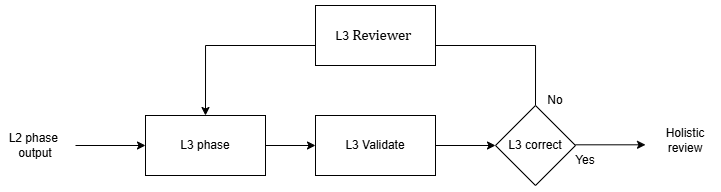 L3 Reviewer
No
L2 phase
output
L3 phase
L3 Validate
L3 correct
Yes
Holistic
review